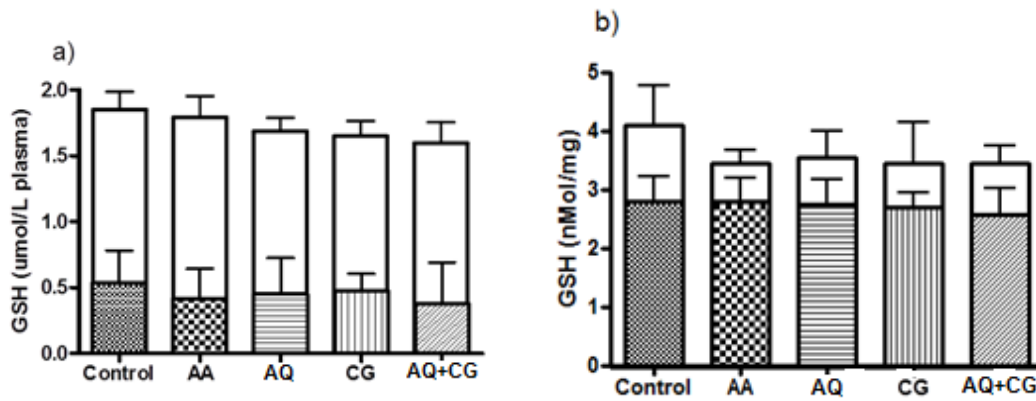 a)
GSH (umol/L plasma)
2.0
1.5
1.0
0.5
0.0
Control AA AQ CG AQ+CG
b)
GSH (nMol/mg)
5
4
3
2
1
0
Control AA AQ CG AQ+CG